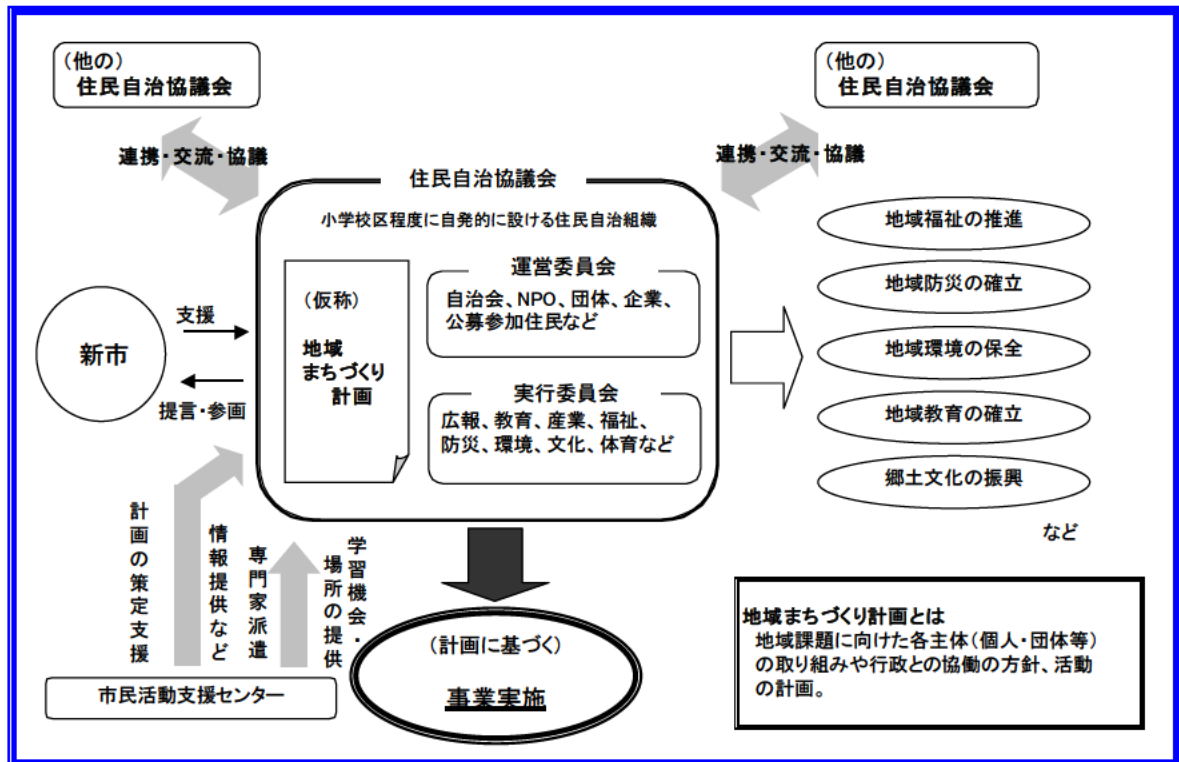 (他の)
住民自治協議会
(他の)
住民自治協議会
連携・交流・協議
連携・交流・協議
住民自治協議会
小学校区程度に自発的に設ける住民自治組織
(仮称)
地域
まちづくり
計画
運営委員会
自治会、NPO、団体、企業、
公募参加住民など
実行委員会
広報、教育、産業、福祉、
防災、環境、文化、体育など
新市
支援
提言・参画
地域福祉の推進
地域防災の確立
地域環境の保全
地域教育の確立
郷土文化の振興
など
計画の策定支援
情報提供など
専門家派遣
学習機会・
場所の提供
市民活動支援センター
(計画に基づく)
事業実施
地域まちづくり計画とは
地域課題に向けた各主体(個人・団体等)
の取り組みや行政との協働の方針、活動
の計画。